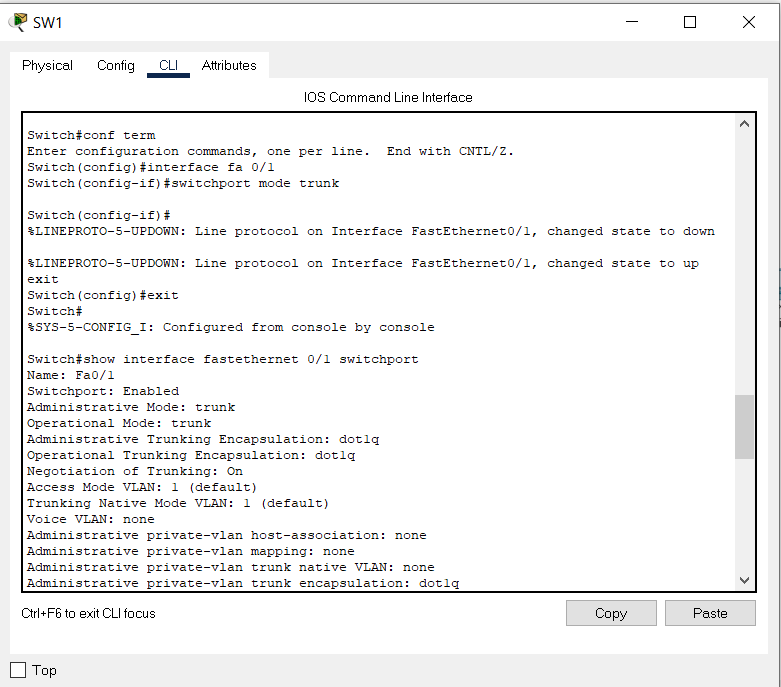 SW1
Physical Config CLI Attributes
IOS Command Line Interface
Switch#conf term
Enter configuration commands, one per line.  End with CNTL/Z.
Switch(config)#interface fa 0/1
Switch(config-if)#switchport mode trunk
Switch(config-if)#
%LINEPROTO-5-UPDOWN: Line protocol on Interface FastEthernet0/1, changed state to down
%LINEPROTO-5-UPDOWN: Line protocol on Interface FastEthernet0/1, changed state to up
exit
Switch(config)#exit
Switch#
%SYS-5-CONFIG_I: Configured from console by console
Switch#show interface fastethernet 0/1 switchport
Name: Fa0/1
Switchport: Enabled
Administrative Mode: trunk
Operational Mode: trunk
Administrative Trunking Encapsulation: dot1q
Operational Trunking Encapsulation: dot1q
Negotiation of Trunking: On
Access Mode VLAN: 1 (default)
Trunking Native Mode VLAN: 1 (default)
Voice VLAN: none
Administrative private-vlan host-association: none
Administrative private-vlan mapping: none
Administrative private-vlan trunk native VLAN: none
Administrative private-vlan trunk encapsulation: dot1q
Ctrl+F6 to exit CLI focus
Copy Paste
Top